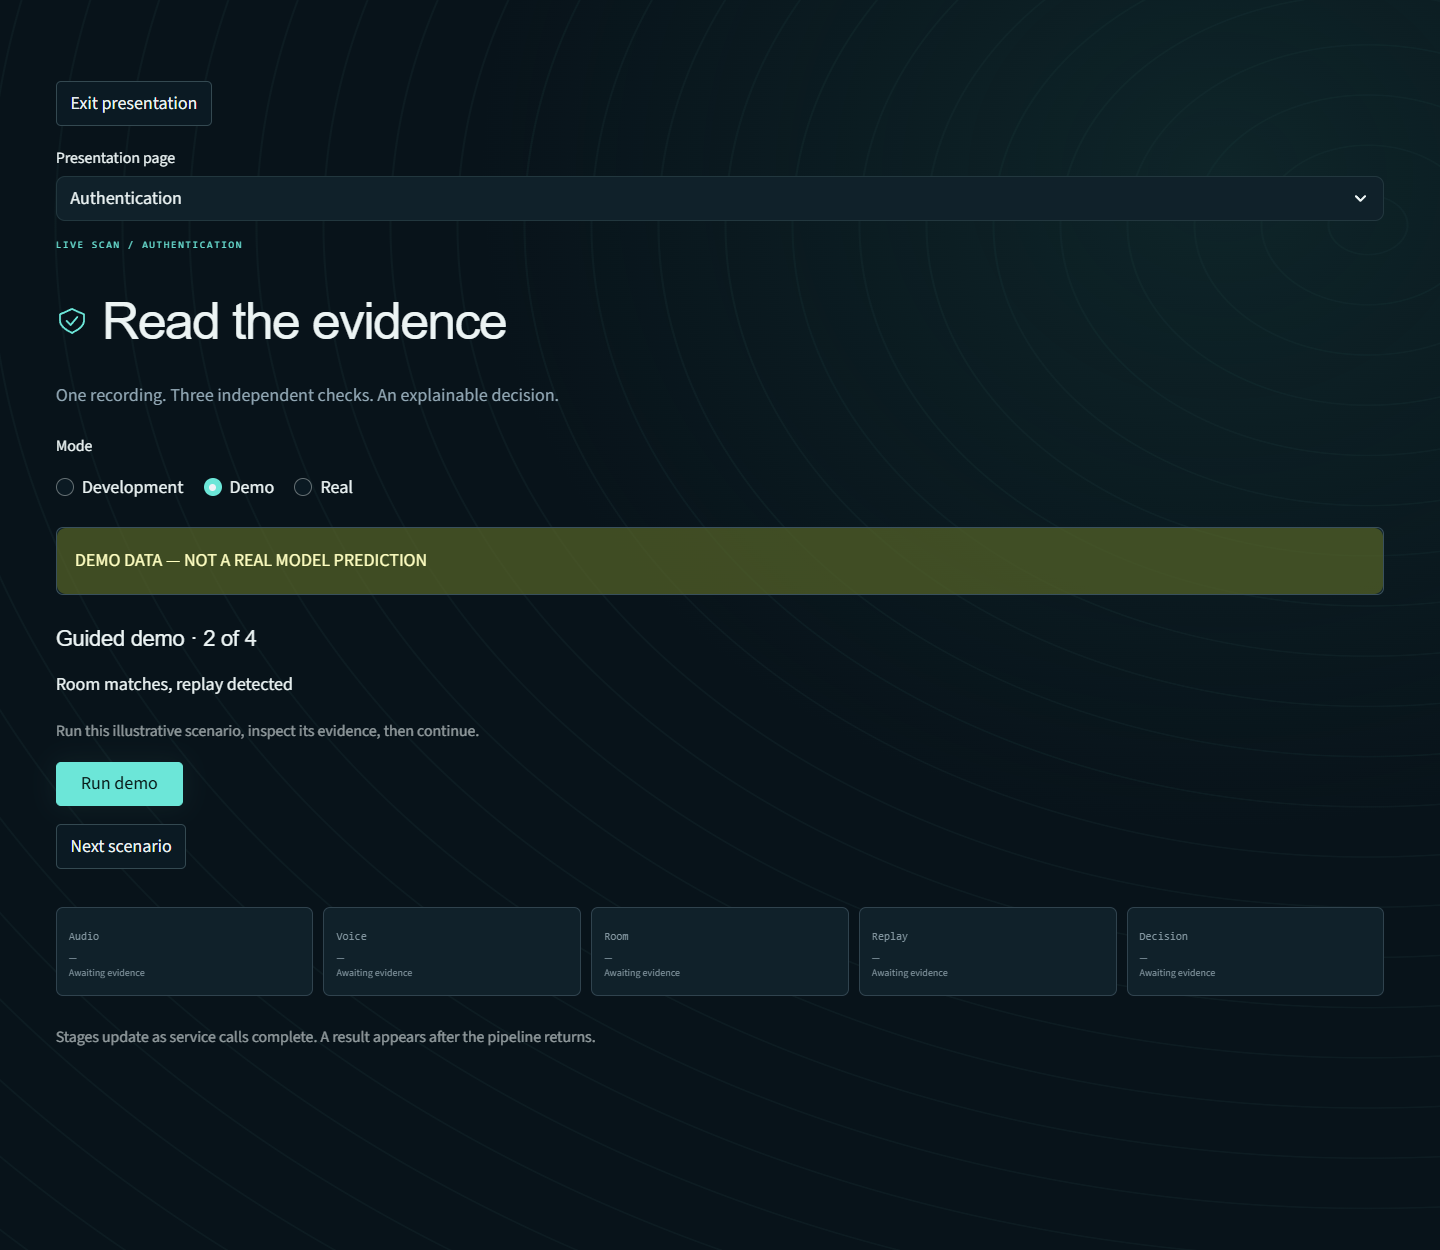 Exit presentation
Presentation page
Authentication
LIVE SCAN / AUTHENTICATION
Read the evidence
One recording. Three independent checks. An explainable decision.
Mode
Development Demo Real
DEMO DATA — NOT A REAL MODEL PREDICTION
Guided demo · 2 of 4
Room matches, replay detected
Run this illustrative scenario, inspect its evidence, then continue.
Run demo
Next scenario
Audio
—
Awaiting evidence
Voice
—
Awaiting evidence
Room
—
Awaiting evidence
Replay
—
Awaiting evidence
Decision
—
Awaiting evidence
Stages update as service calls complete. A result appears after the pipeline returns.